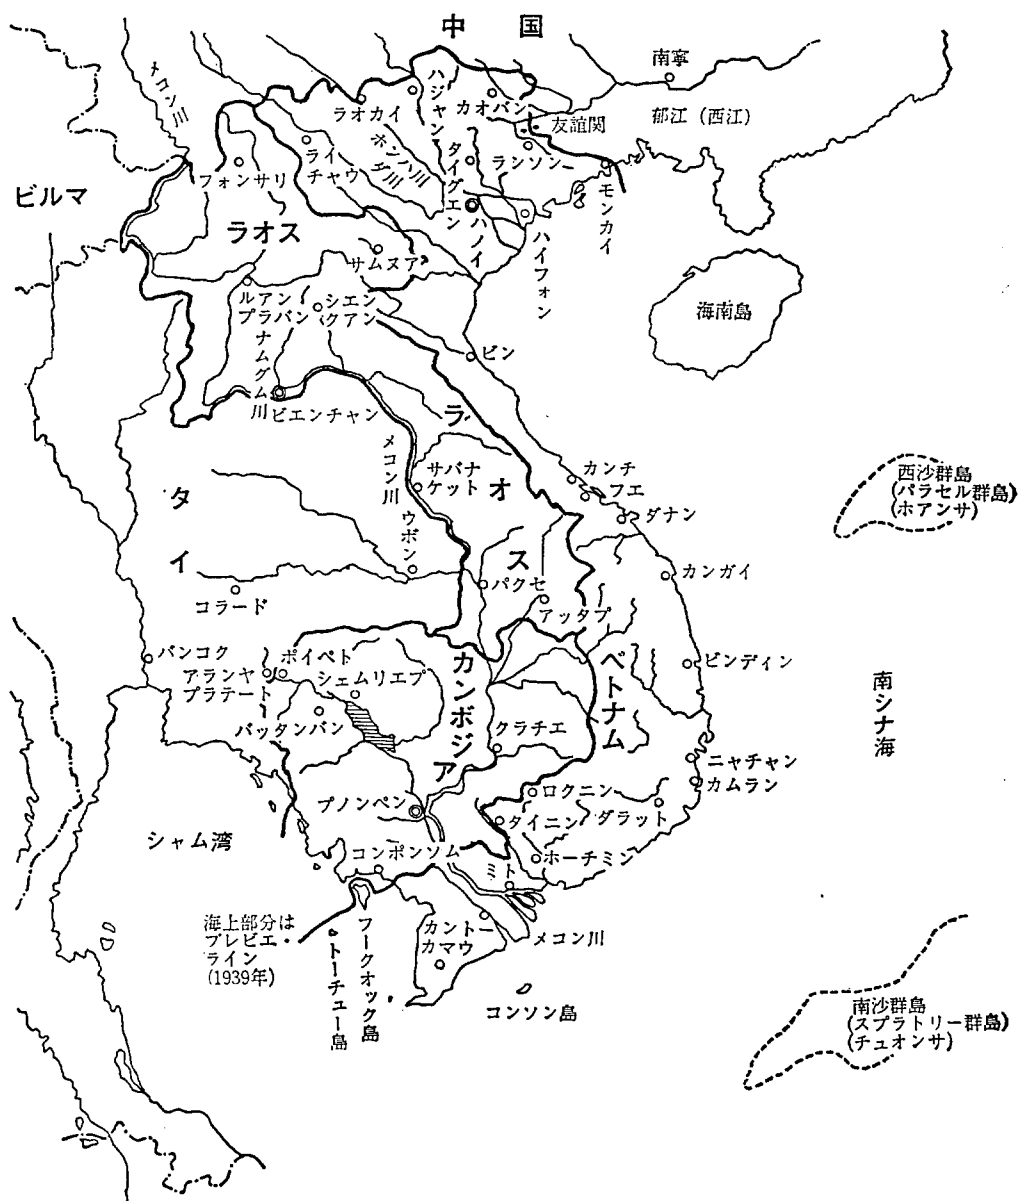 中国
南寧
メコン川
ハジャン
ラオカイ
カオバン
郁江（西江）
友誼関
ライ
チャウ
ホンハ川
ダ川
タイグエン
ランソン
フォンサリ
モンカイ
ビルマ
ラオス
ハノイ
ハイフォン
サムヌア
ルアン
プラバン
シエン
クアン
海南島
ナムグム川
ビン
ビエンチャン
ラオス
メコン川
サバナ
ケット
カンチ
フエ
西沙群島
(パラセル群島)
(ホアンサ)
タイ
ウボン
ダナン
パクセ
カンガイ
コラード
アッタプ
バンコク
ポイペト
アランヤ
プラテート
シェムリエプ
カンボジア
ベトナム
ビンディン
南シナ海
バッタンバン
クラチエ
ニャチャン
カムラン
プノンペン
ロクニン
タイニン
ダラット
シャム湾
コンポンソム
ホーチミン
ミト
海上部分は
ブレビエ・
ライン
(1939年)
カントー
カマウ
メコン川
フークオック島
トーチュー島
コンソン島
南沙群島
(スプラトリー群島)
(チュオンサ)